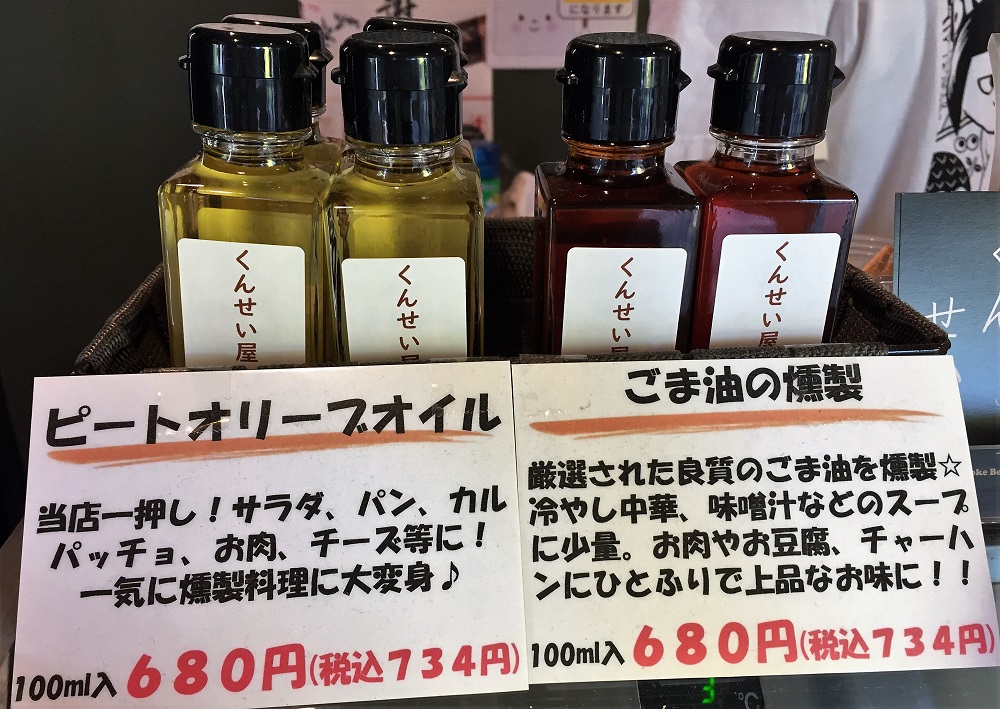 になります
くんせい屋
くんせい屋
くんせい屋
くんせい屋
ピートオリーブオイル
当店一押し！サラダ、パン、カル
パッチョ、お肉、チーズ等に！
一気に燻製料理に大変身♪
100ml入 680円(税込734円)
ごま油の燻製
厳選された良質のごま油を燻製☆
冷やし中華、味噌汁などのスープ
に少量。お肉やお豆腐、チャーハ
ンにひとふりで上品なお味に！！
100ml入 680円(税込734円)
せ
3 ℃